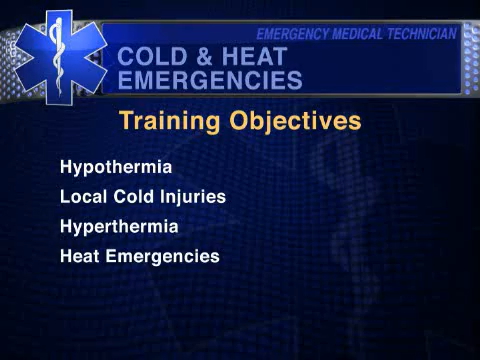 EMERGENCY MEDICAL TECHNICIAN
COLD & HEAT
EMERGENCIES
Training Objectives
Hypothermia
Local Cold Injuries
Hyperthermia
Heat Emergencies